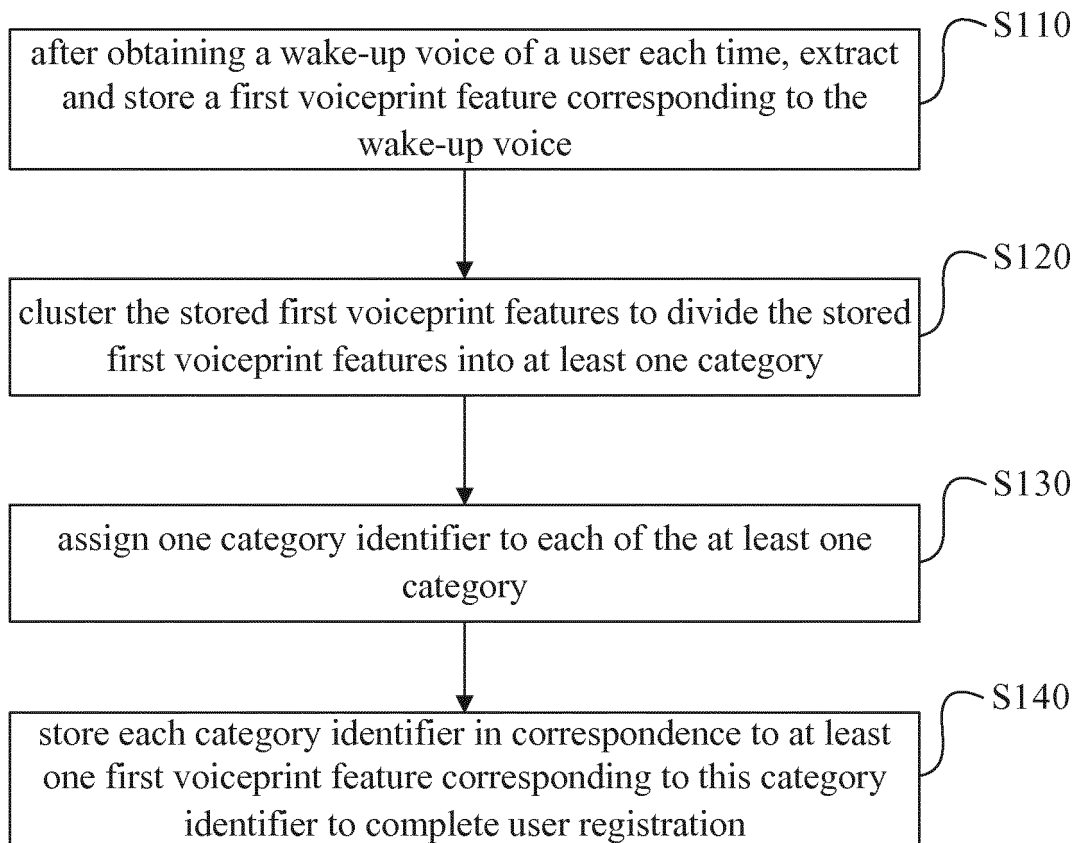 S110
after obtaining a wake-up voice of a user each time, extract
and store a first voiceprint feature corresponding to the
wake-up voice
S120
cluster the stored first voiceprint features to divide the stored
first voiceprint features into at least one category
S130
assign one category identifier to each of the at least one
category
S140
store each category identifier in correspondence to at least
one first voiceprint feature corresponding to this category
identifier to complete user registration